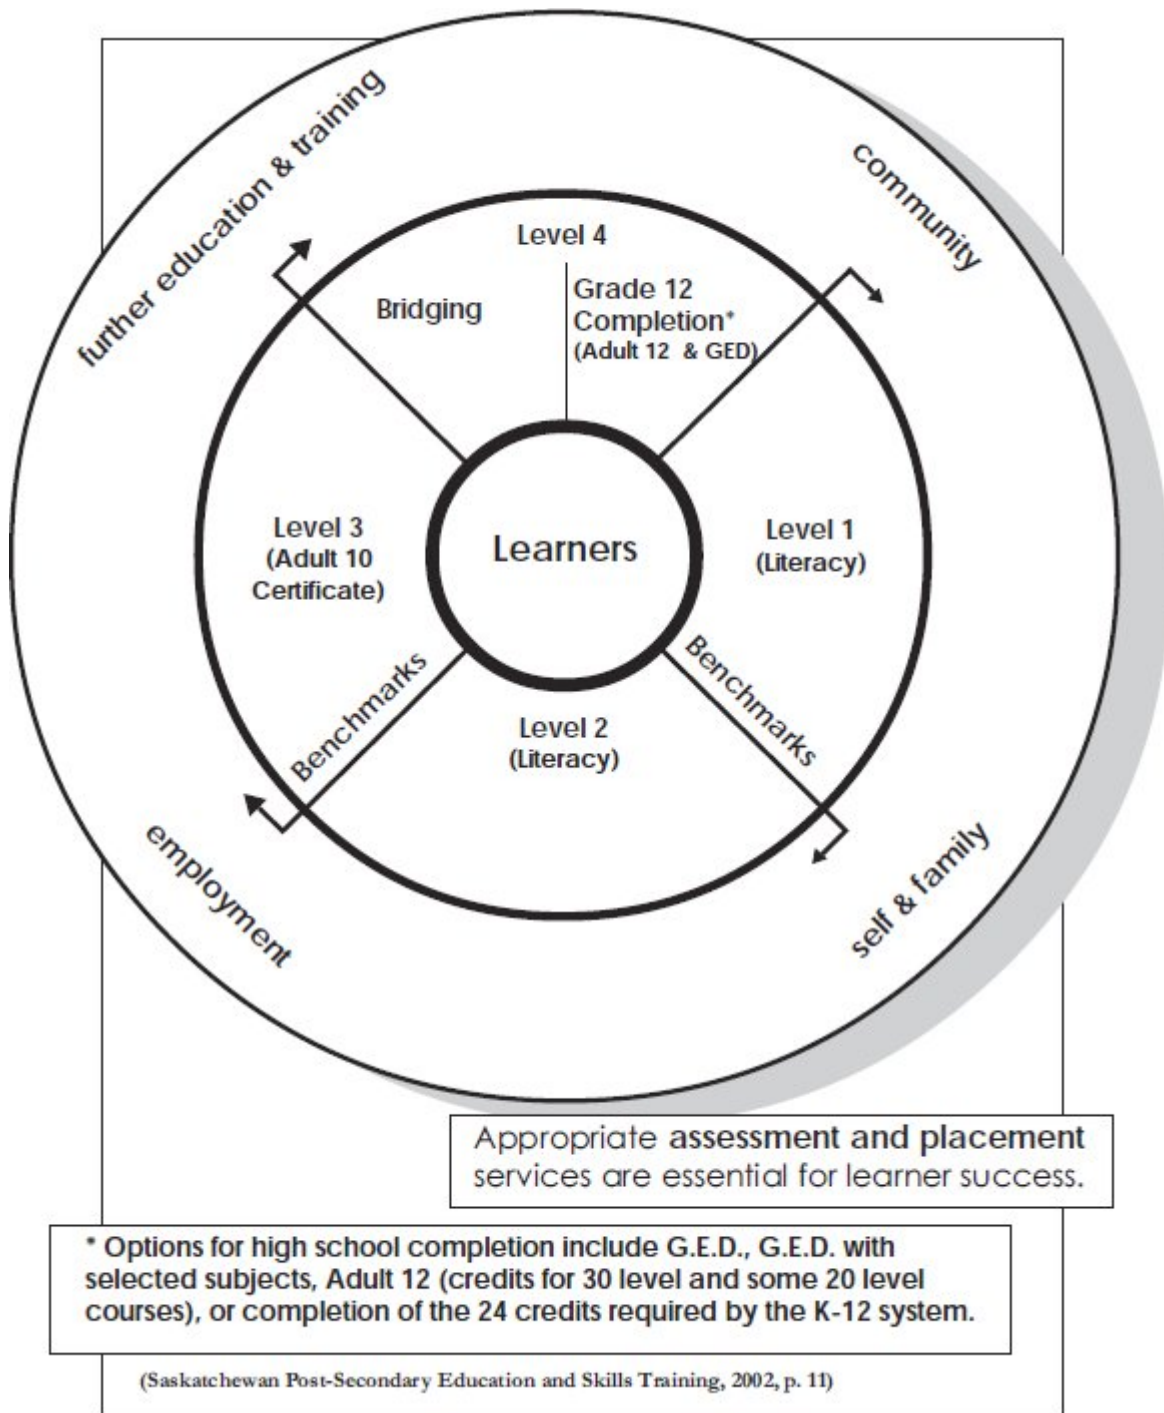 further education & training
community
Level 4
Bridging
Grade 12
Completion*
(Adult 12 & GED)
Level 3
(Adult 10
Certificate)
Learners
Level 1
(Literacy)
Benchmarks
Benchmarks
Level 2
(Literacy)
employment
self & family
Appropriate assessment and placement
services are essential for learner success.
* Options for high school completion include G.E.D., G.E.D. with
selected subjects, Adult 12 (credits for 30 level and some 20 level
courses), or completion of the 24 credits required by the K-12 system.
(Saskatchewan Post-Secondary Education and Skills Training, 2002, p. 11)